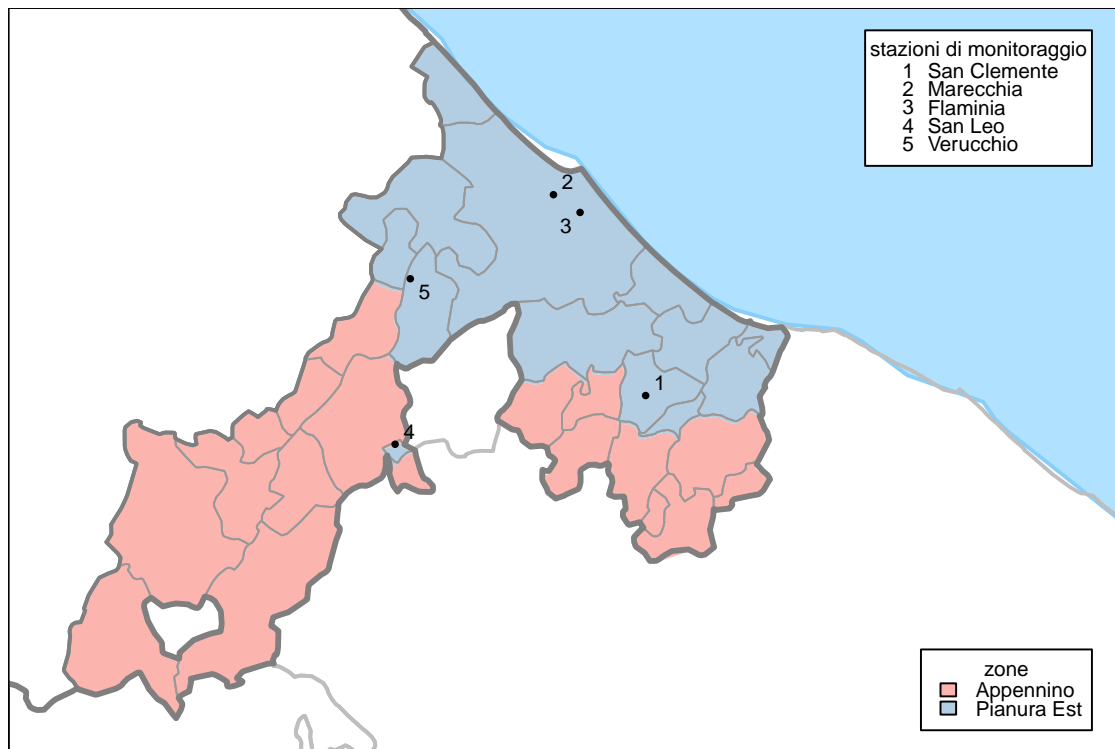 stazioni di monitoraggio
1 San Clemente
2 Marecchia
3 Flaminia
4 San Leo
5 Verucchio
2
3
5
1
4
zone
Appennino
Pianura Est